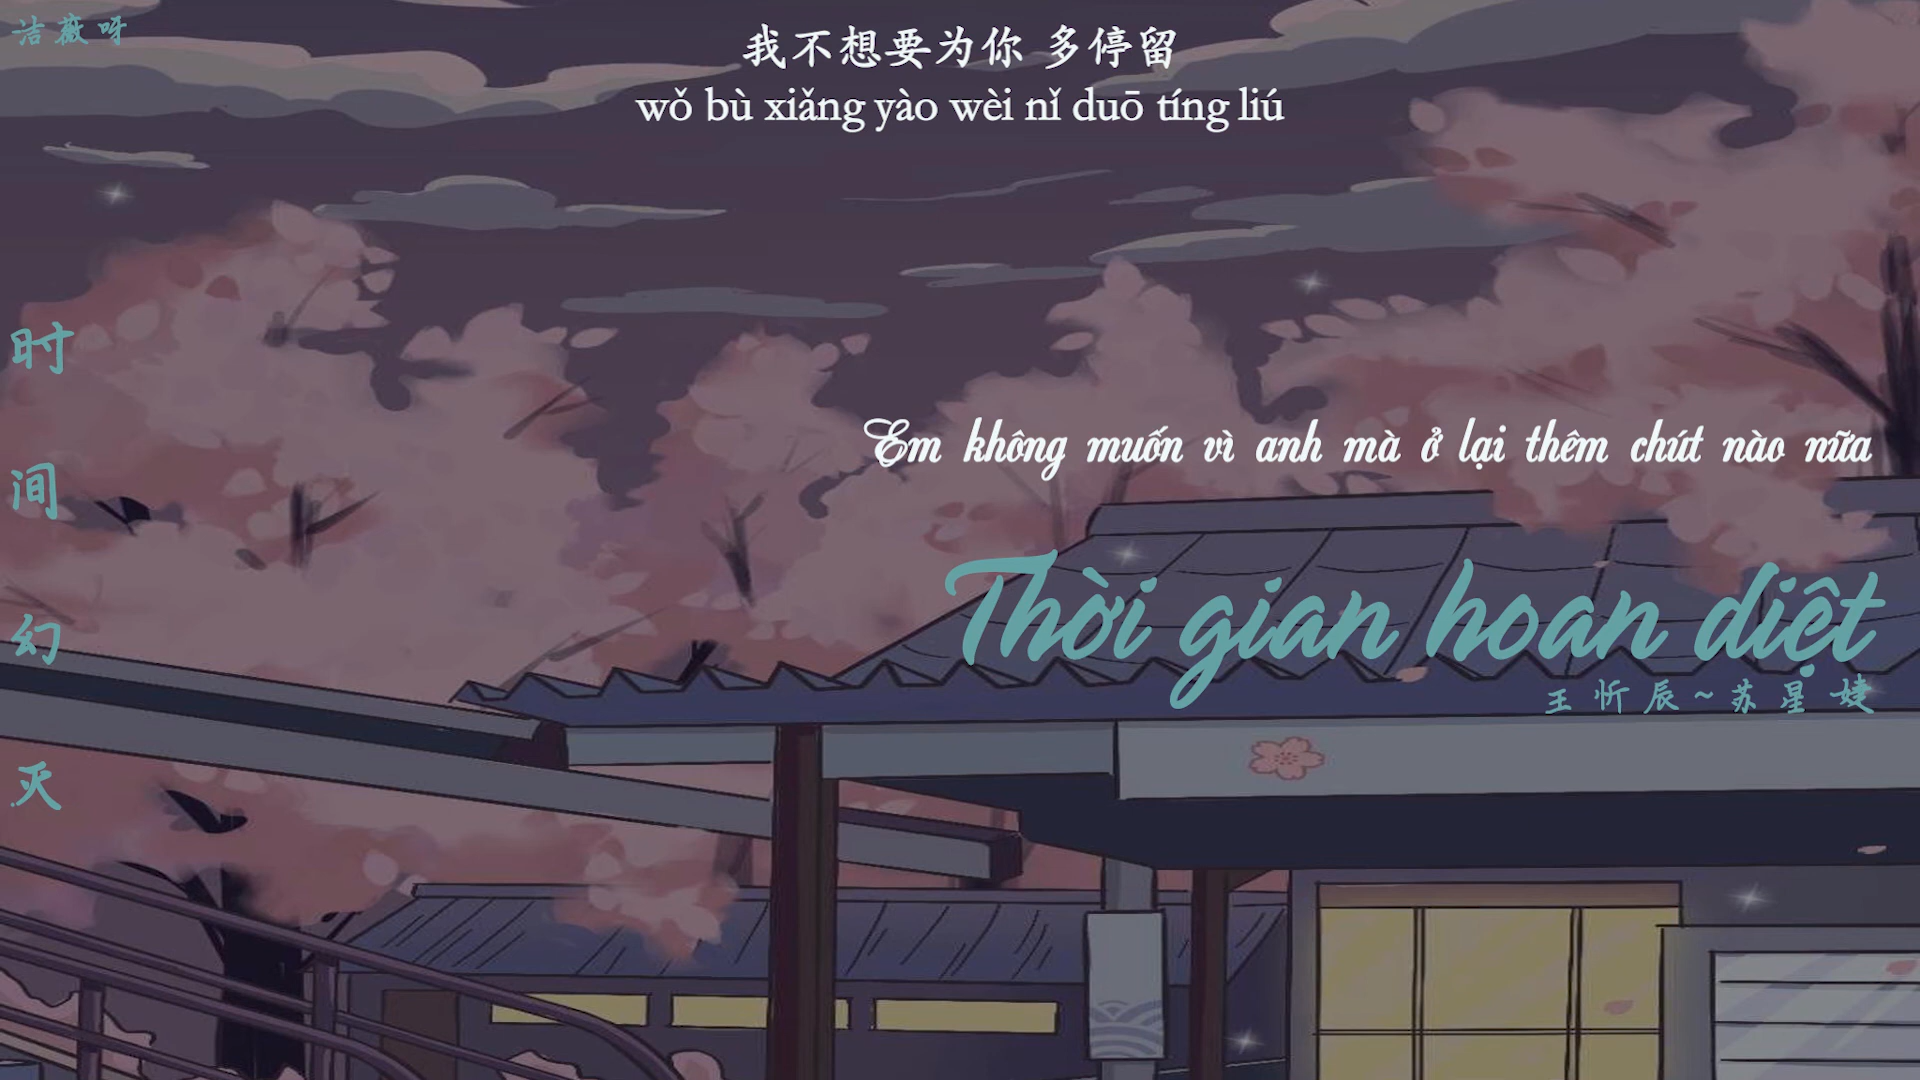 洁薇呀
我不想要为你 多停留
wǒ bù xiǎng yào wèi nǐ duō tíng liú
时间幻灭
Em không muốn vì anh mà ở lại thêm chút nào nữa
Thời gian hoan diệt
王忻辰~苏星婕